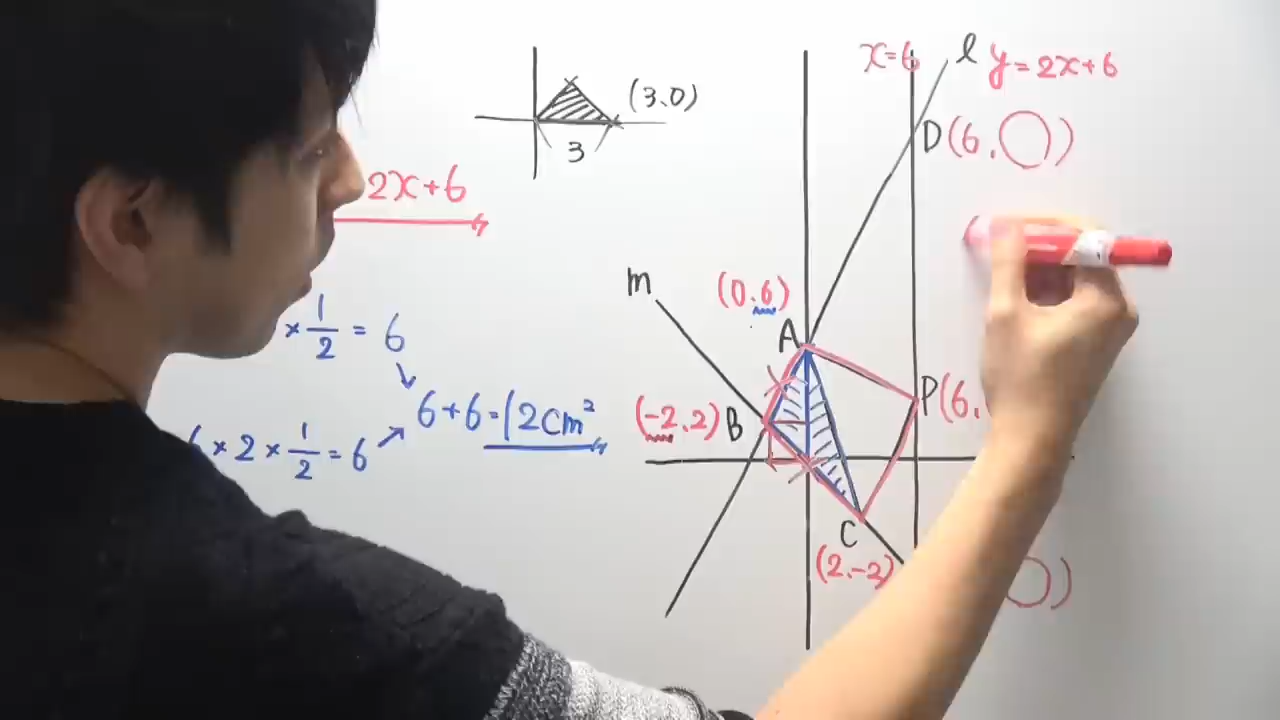 (3.0)
3
2x+6
×1/2=6
6×2×1/2=6
6+6=12cm²
x=6
l
y=2x+6
D(6.◯)
m
(0.6)
A
(-2.2)
B
P(6.
C
(2.-2)
◯)